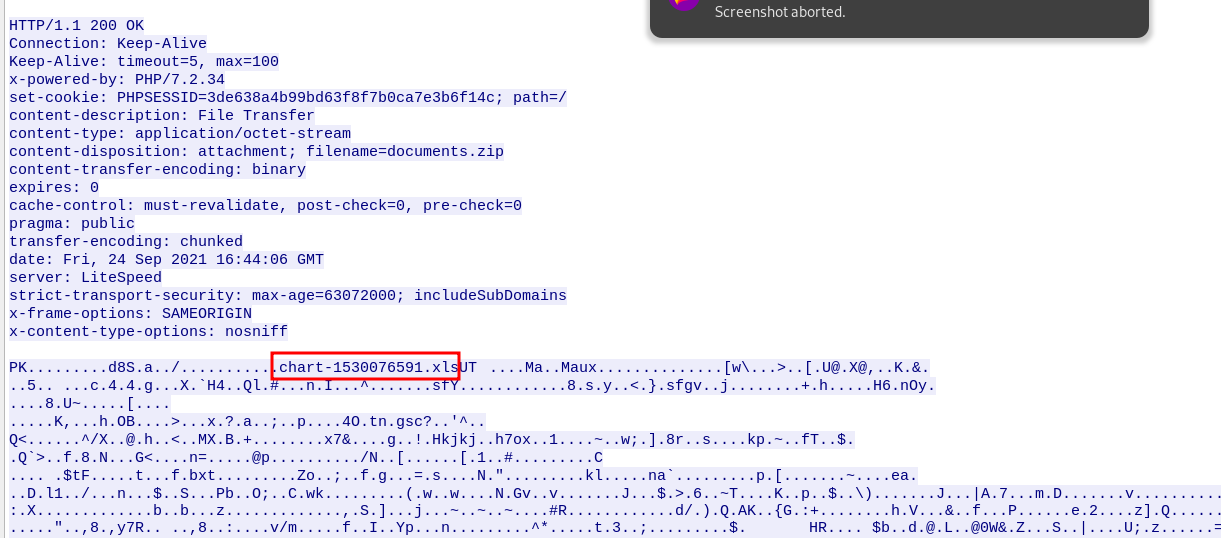 Screenshot aborted.
HTTP/1.1 200 OK
Connection: Keep-Alive
Keep-Alive: timeout=5, max=100
x-powered-by: PHP/7.2.34
set-cookie: PHPSESSID=3de638a4b99bd63f8f7b0ca7e3b6f14c; path=/
content-description: File Transfer
content-type: application/octet-stream
content-disposition: attachment; filename=documents.zip
content-transfer-encoding: binary
expires: 0
cache-control: must-revalidate, post-check=0, pre-check=0
pragma: public
transfer-encoding: chunked
date: Fri, 24 Sep 2021 16:44:06 GMT
server: LiteSpeed
strict-transport-security: max-age=63072000; includeSubDomains
x-frame-options: SAMEORIGIN
x-content-type-options: nosniff
PK.........d8S.a../...........chart-1530076591.xlsUT ....Ma..Maux..............[w\...>..[.U@.X@,..K.&.
..5.. ...c.4.4.g...X.`H4..Ql.#...n.I...^.......sfY............8.s.y..<.}.sfgv..j........+.h.....H6.nOy.
....8.U~.....[....
.....K,...h.OB....>...x.?.a..;..p....4O.tn.gsc?..'^..
Q<......^/X..@.h..<..MX.B.+........x7&....g..!.Hkjkj..h7ox..1....~..w;.].8r..s....kp.~..fT..$.
.Q`>..f.8.N...G<....n=.....@p........../N..[......[.1..#.........C
.... .$tF.....t...f.bxt.........Zo..;..f.g...=.s....N.".........kl.....na`.........p.[.......~....ea.
..D.l1../...n...$..S...Pb..O;..C.wk.........(.w..w....N.Gv..v.......J...$.>.6..~T....K..p..$..\).......J...|A.7...m.D.......v..........
:.X.............b..b...z.............,.S.]...j...~..~..~....#R............d/.).Q.AK..{G.:+........h.V...&..f...P......e.2....z].Q......
.....".,8.,y7R.. .,8..:....v/m.....f..I..Yp...n.........^*.....t.3..;.........$. HR.... $b..d.@.L..@0W&.Z...S..|....U;.z......=